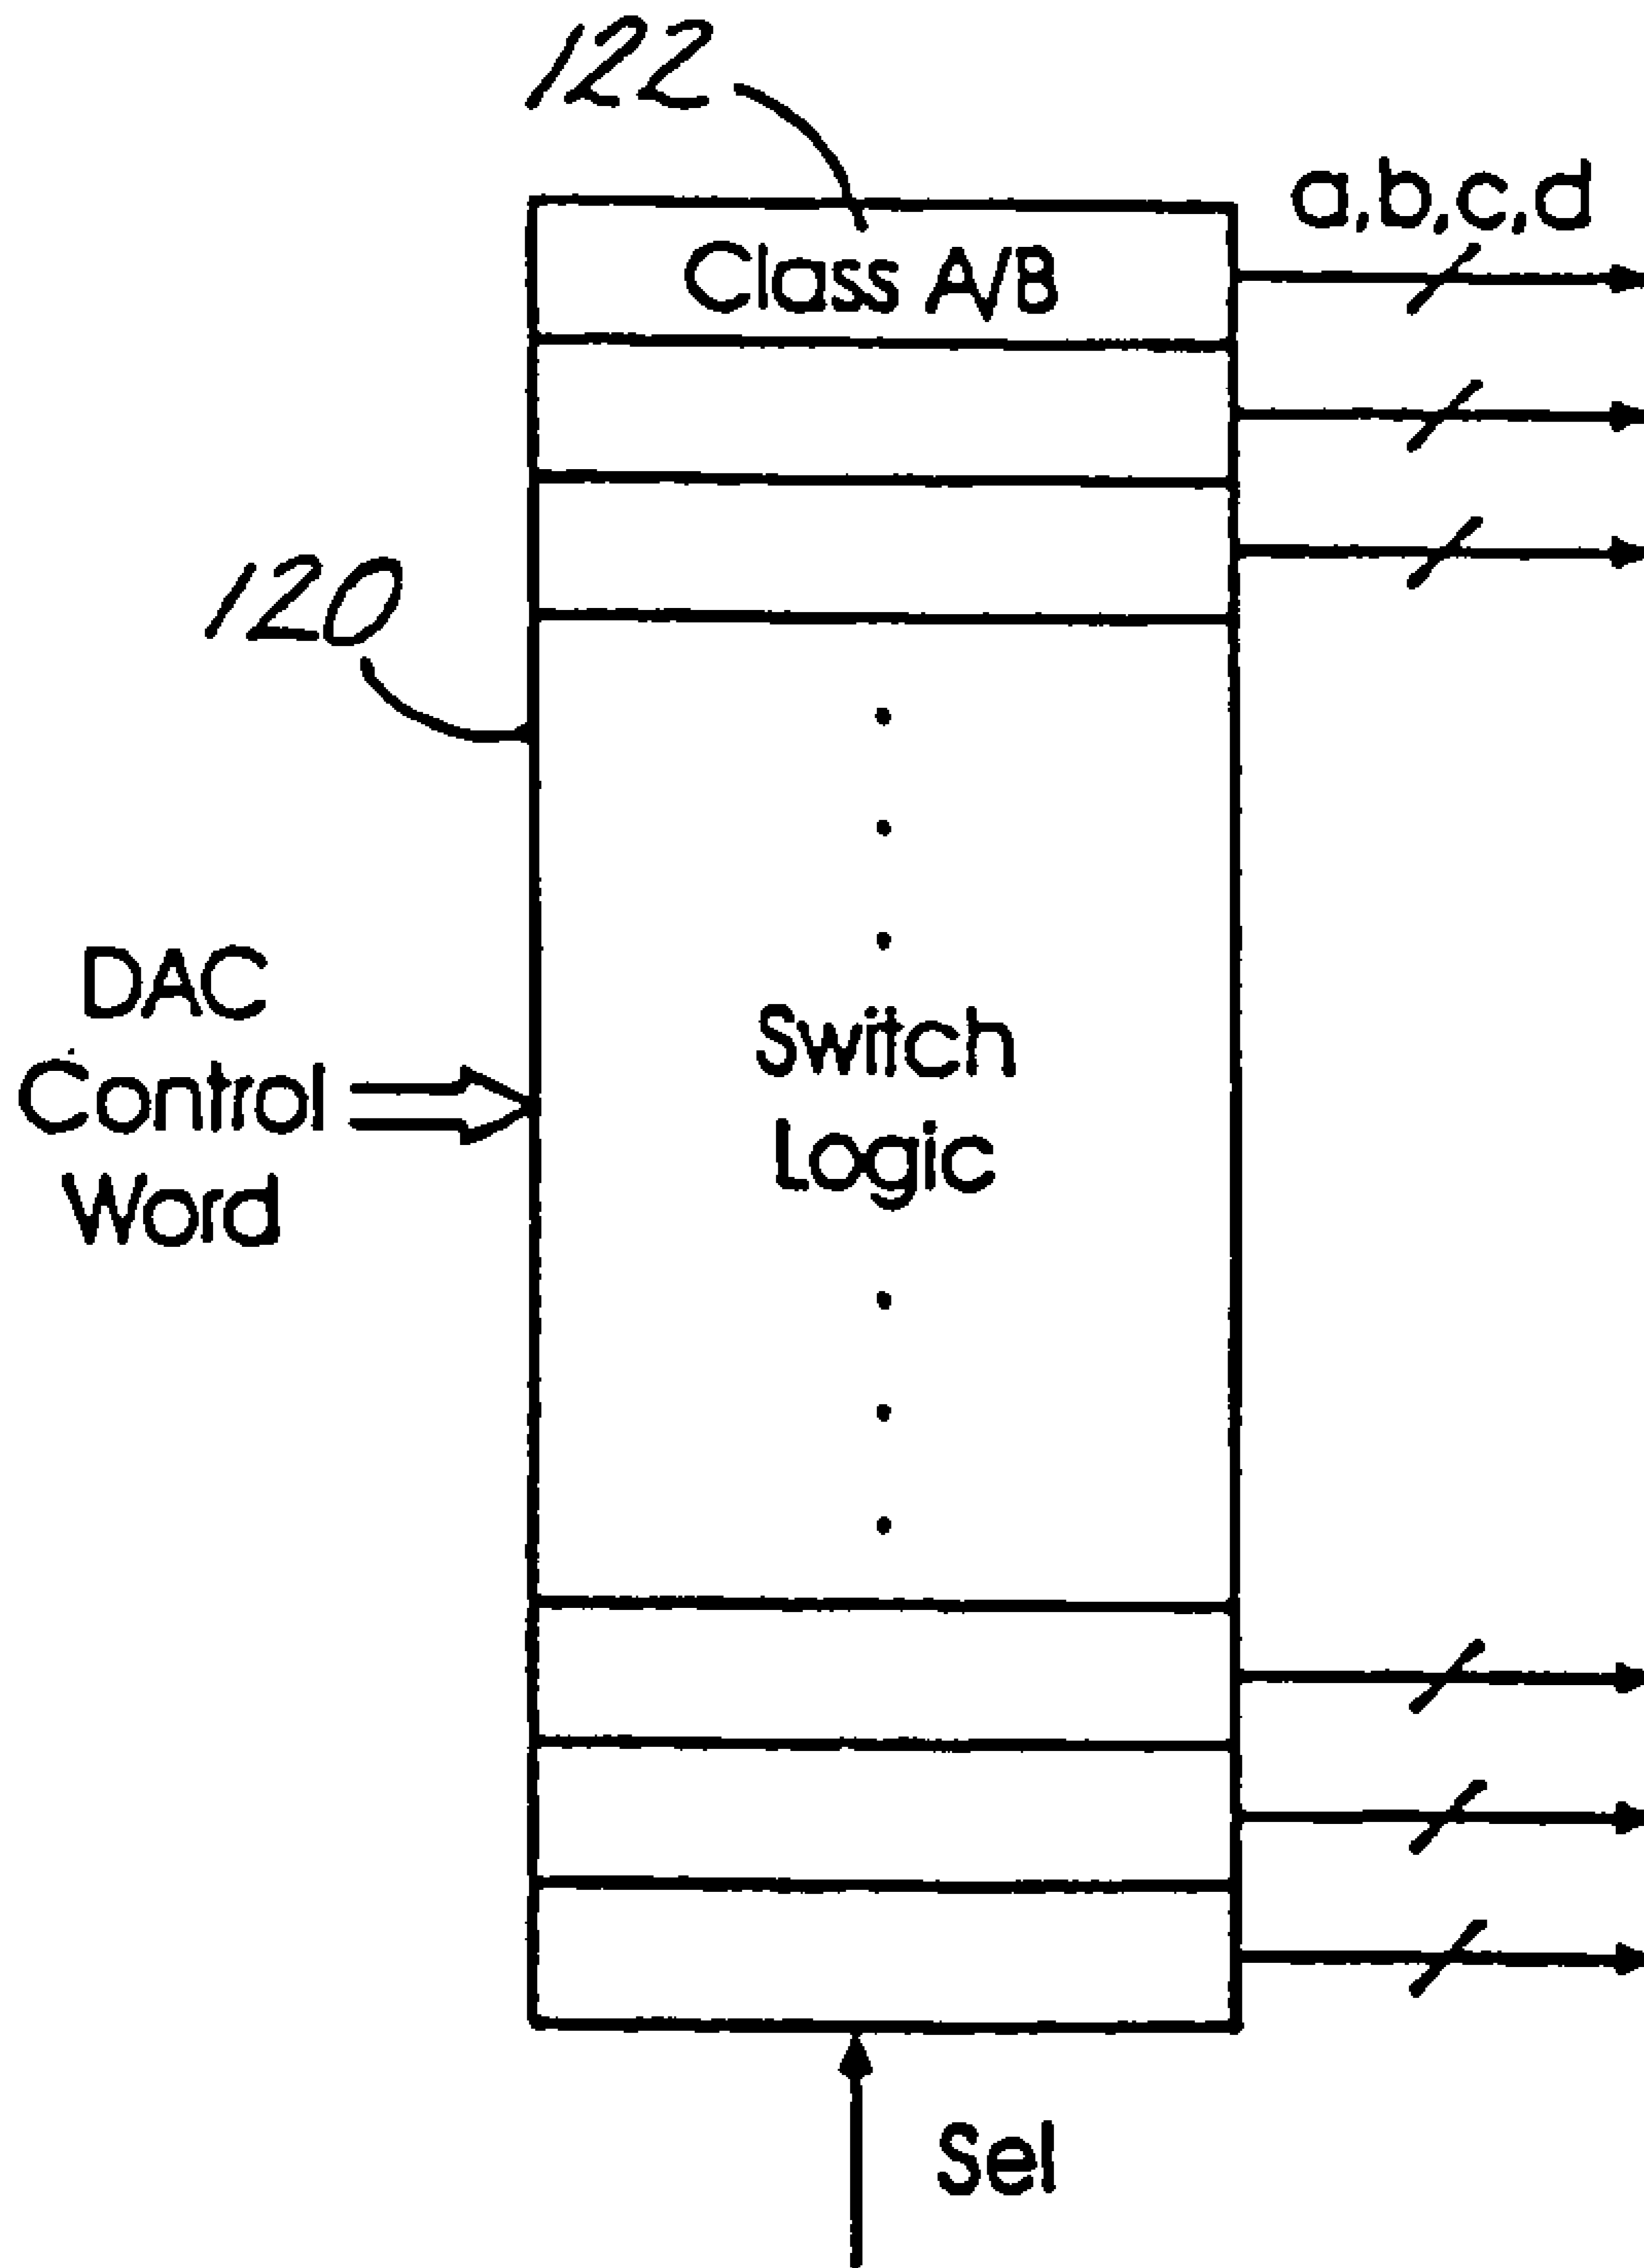 122
a,b,c,d
Class A/B
120
DAC
Control
Word
Switch
Logic
Sel